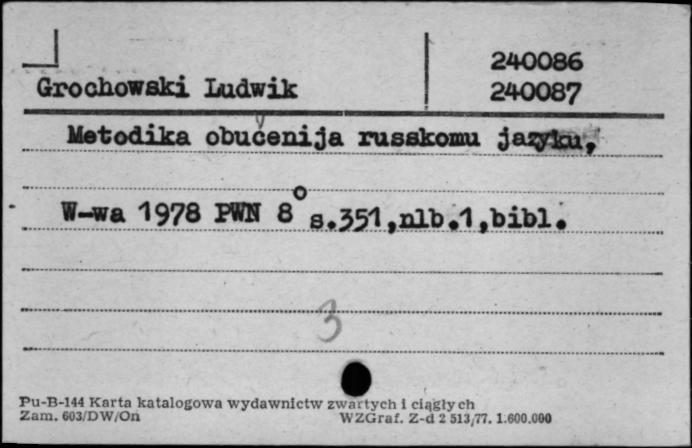 240086
Grochowski Ludwik 240087
Metodika obučenija russkomu jazyku,
W-wa 1978 PWN 8° s.351,nlb.1,bibl.
3
Pu-B-144 Karta katalogowa wydawnictw zwartych i ciągłych
Zam. 603/DW/On WZGraf. Z-d 2 513/77. 1.600.000